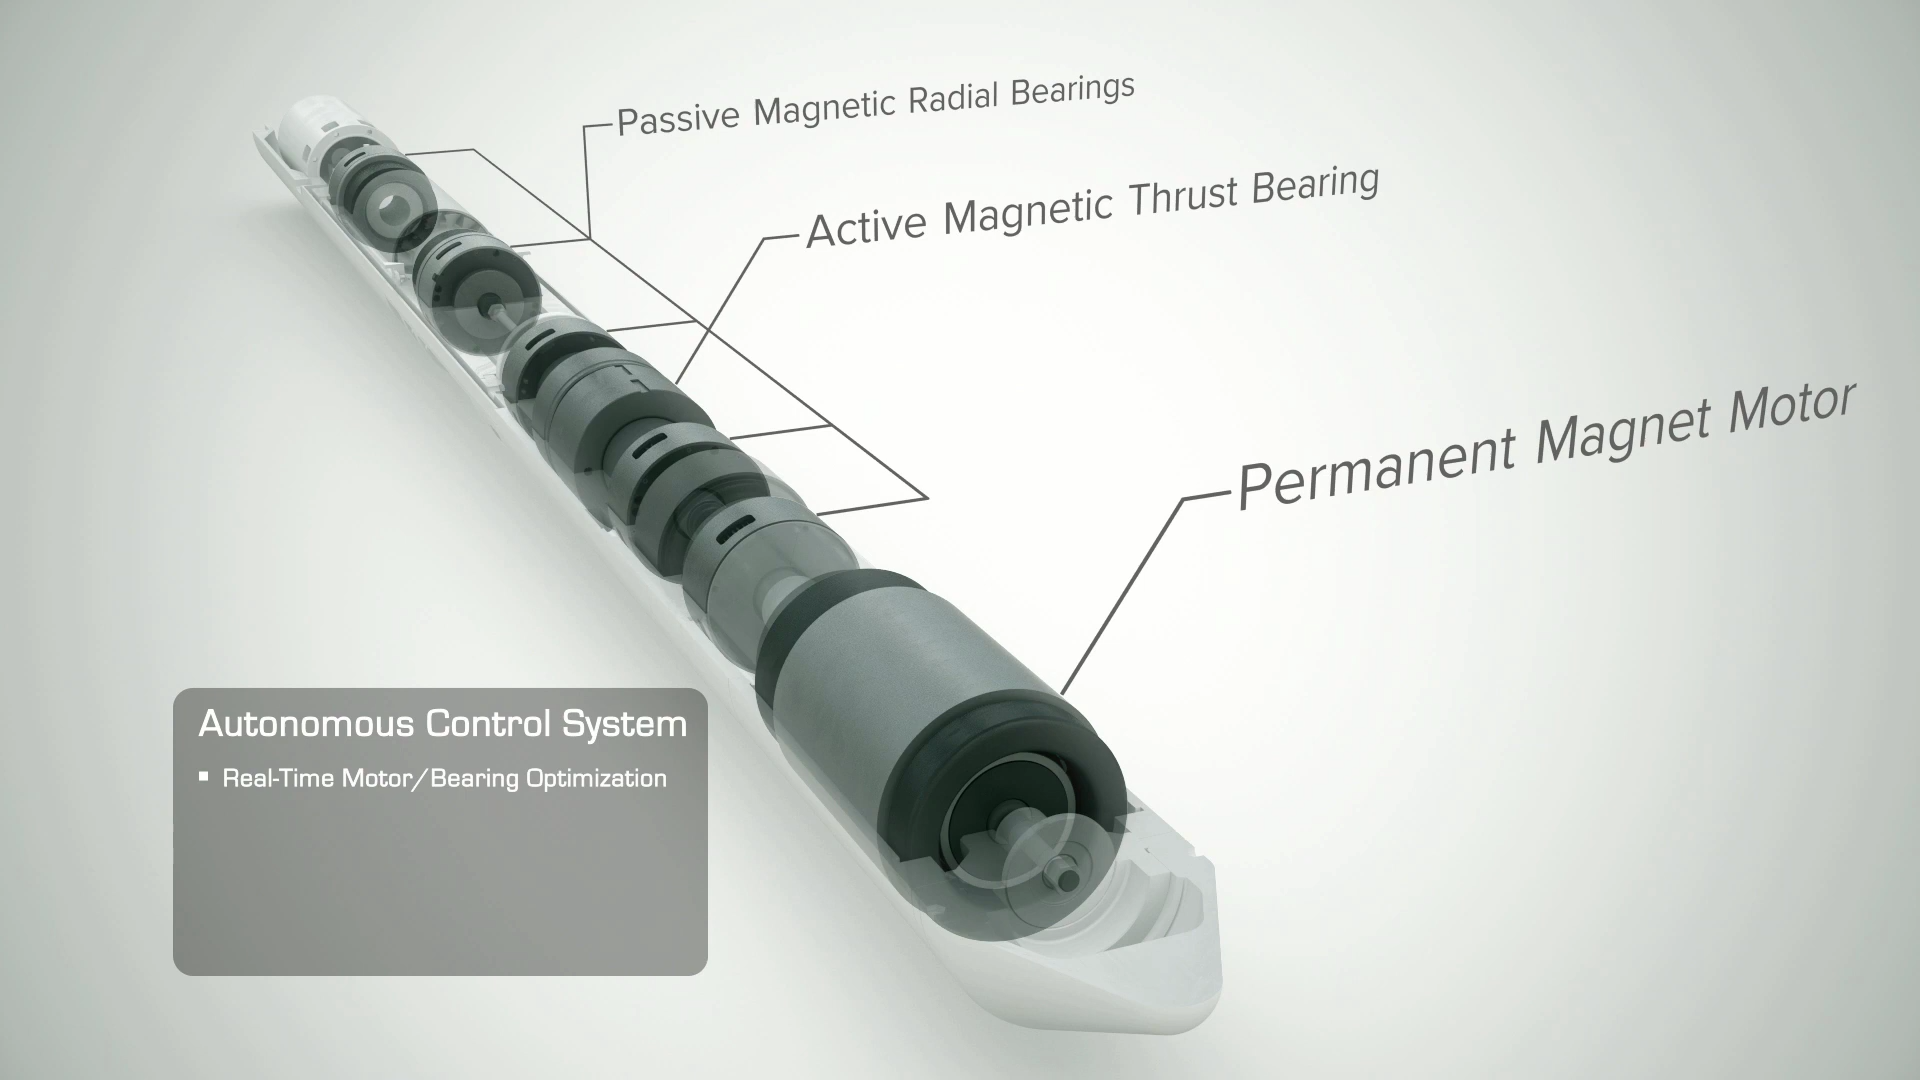 Passive Magnetic Radial Bearings
Active Magnetic Thrust Bearing
Permanent Magnet Motor
Autonomous Control System
▪ Real-Time Motor/Bearing Optimization